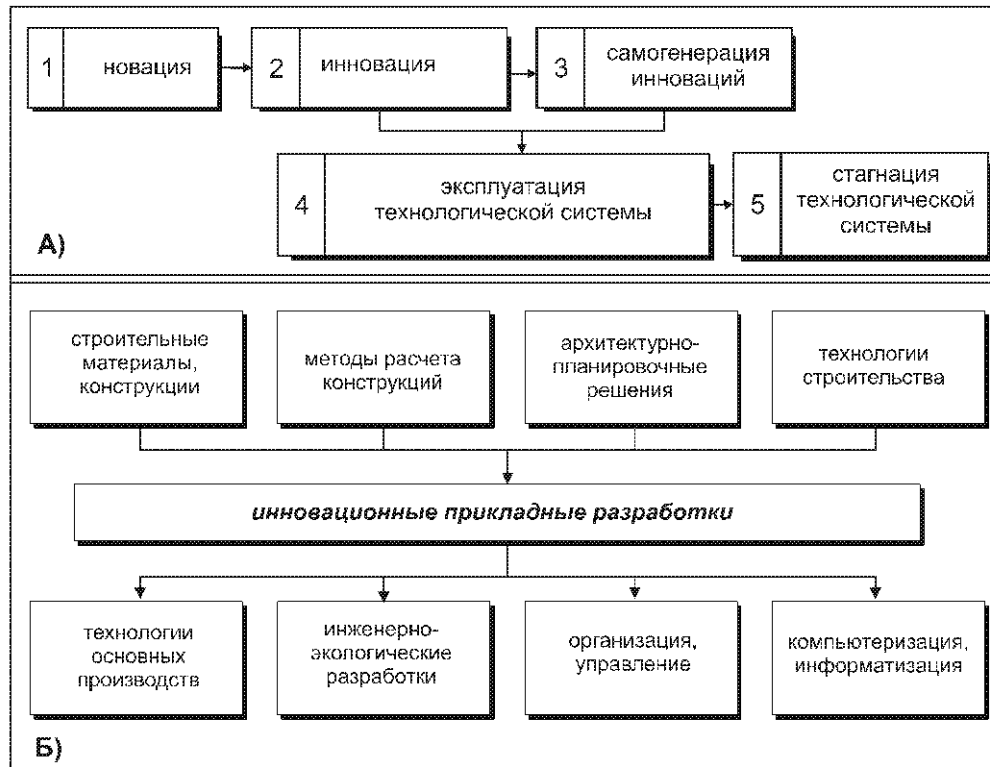 1
новация
2
инновация
3
самогенерация
инноваций
4
эксплуатация
технологической системы
5
стагнация
технологической
системы
А)
строительные
материалы,
конструкции
методы расчета
конструкций
архитектурно-
планировочные
решения
технологии
строительства
инновационные прикладные разработки
технологии
основных
производств
инженерно-
экологические
разработки
организация,
управление
компьютеризация,
информатизация
Б)